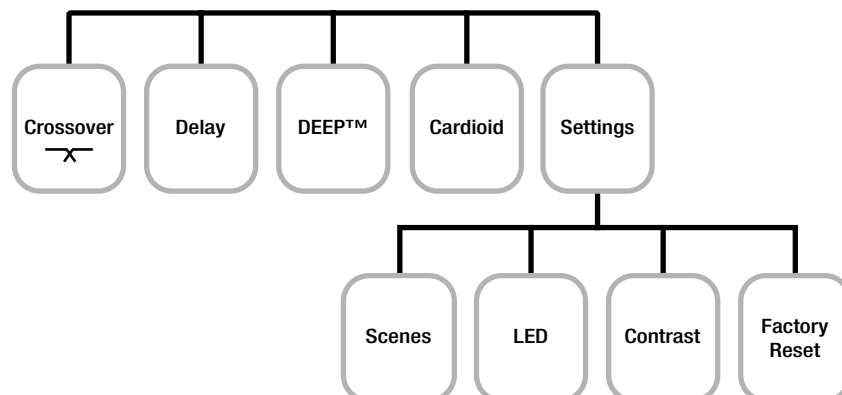 Crossover
Delay
DEEP™
Cardioid
Settings
Scenes
LED
Contrast
Factory
Reset